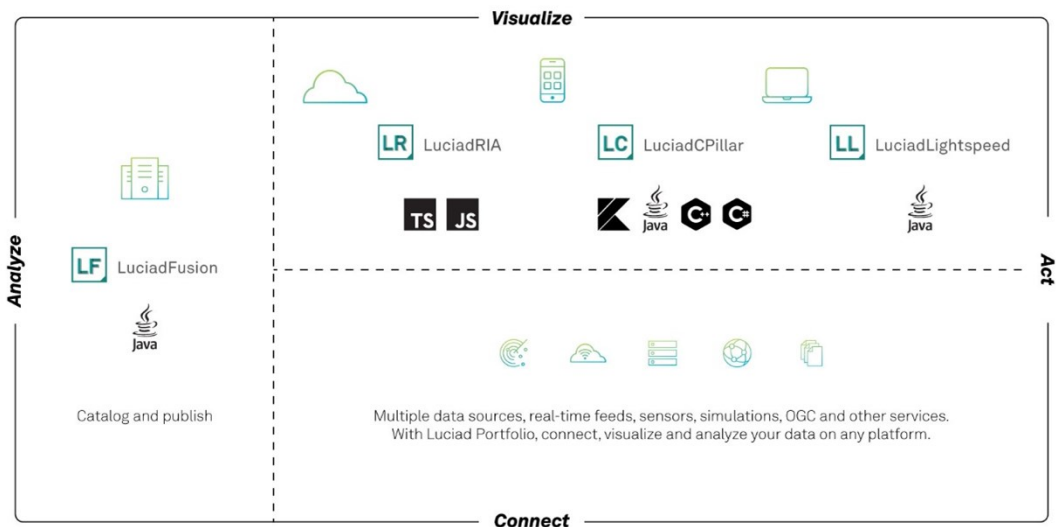 Visualize
LR LuciadRIA
LC LuciadCPillar
LL LuciadLightspeed
TS JS
Java C++ C#
Java
Analyze
LF LuciadFusion
Java
Act
Catalog and publish
Multiple data sources, real-time feeds, sensors, simulations, OGC and other services.
With Luciad Portfolio, connect, visualize and analyze your data on any platform.
Connect